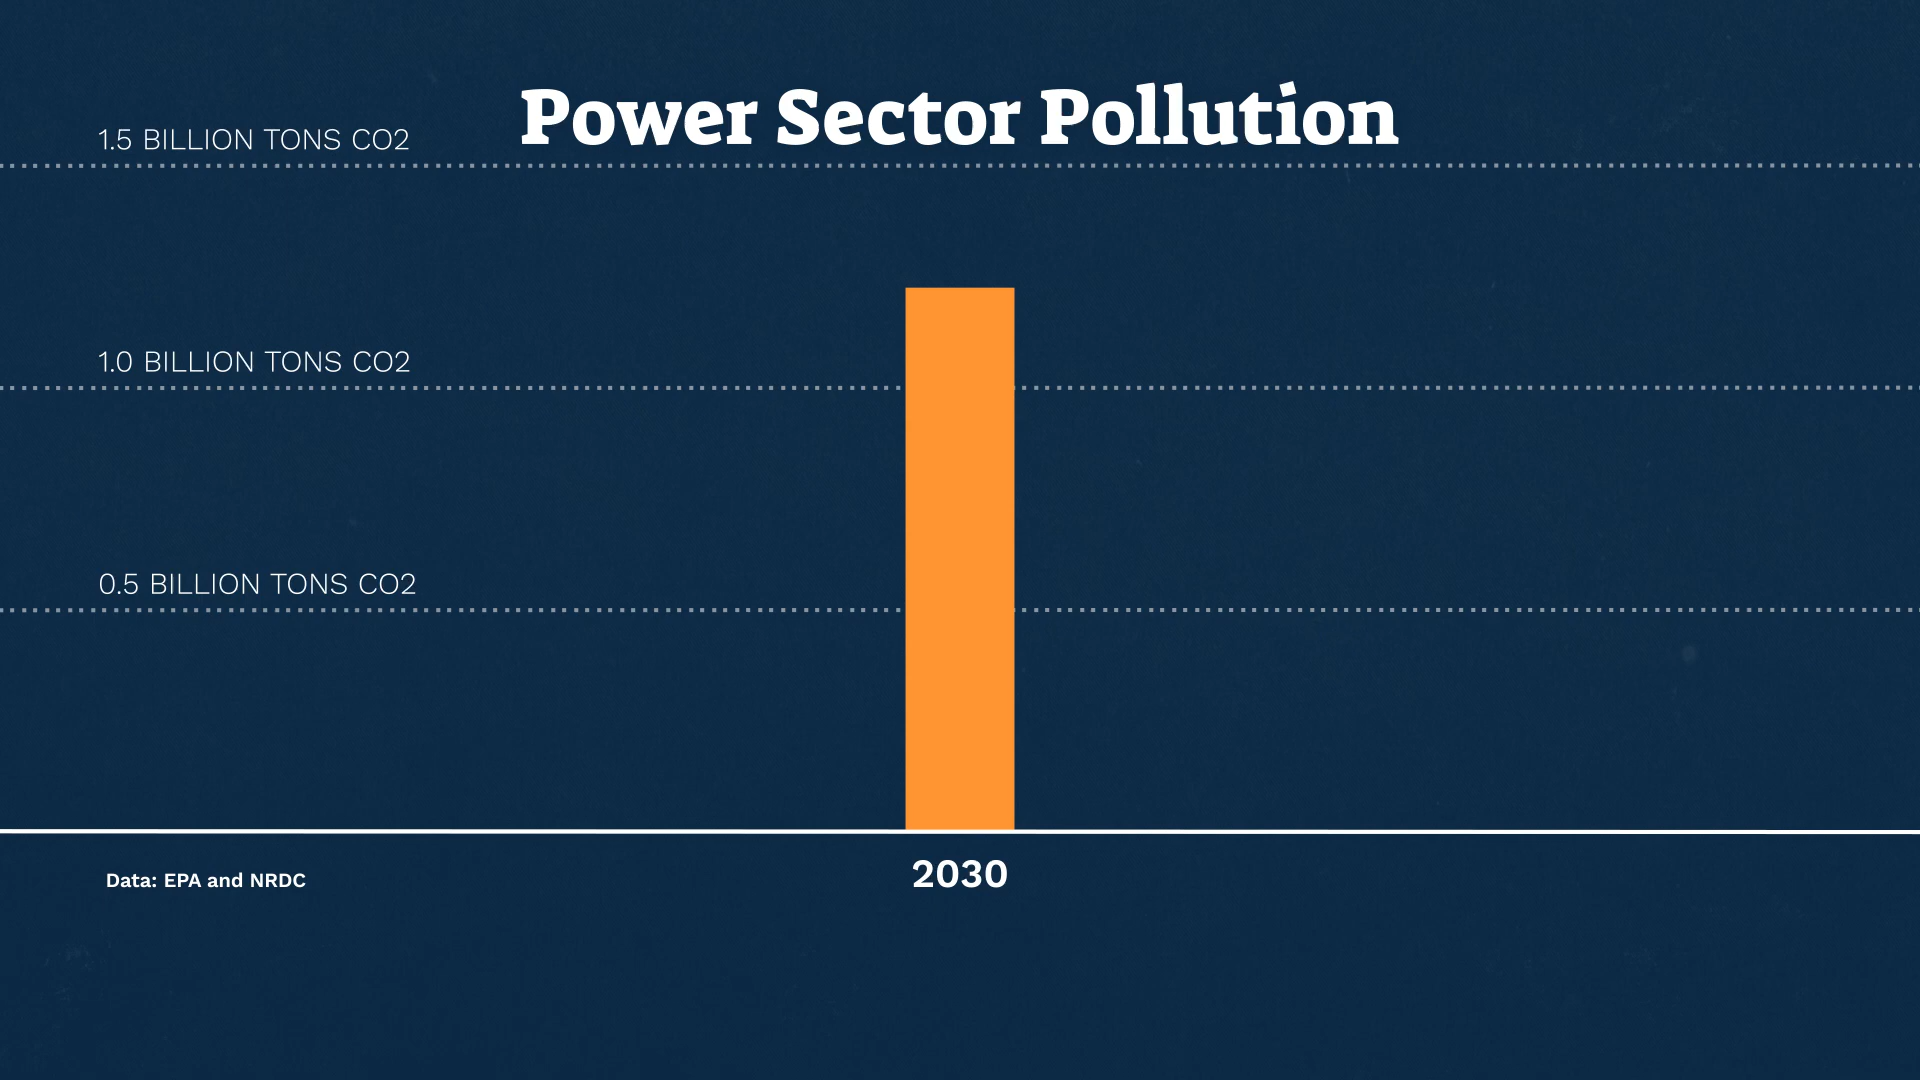 Power Sector Pollution
1.5 BILLION TONS CO2
1.0 BILLION TONS CO2
0.5 BILLION TONS CO2
2030
Data: EPA and NRDC